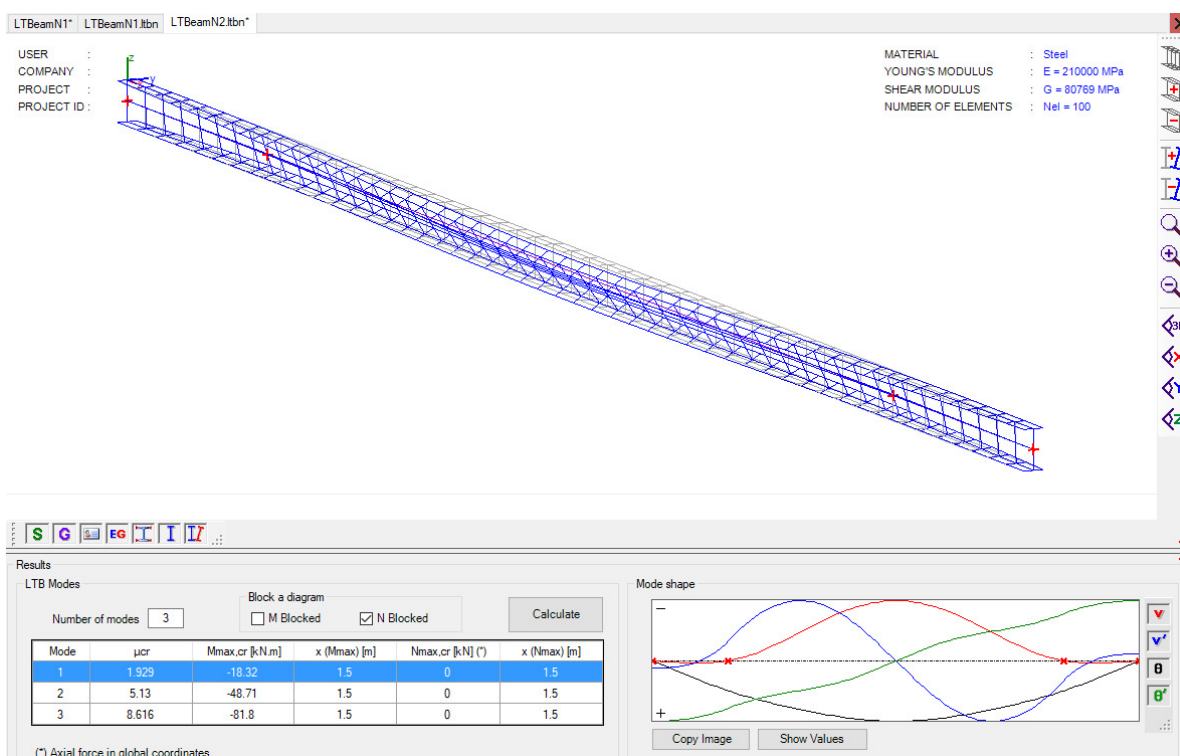 LTBeamN1* LTBeamN1.ltbn LTBeamN2.ltbn*
USER :
COMPANY :
PROJECT :
PROJECT ID :
z
y
MATERIAL : Steel
YOUNG'S MODULUS : E = 210000 MPa
SHEAR MODULUS : G = 80769 MPa
NUMBER OF ELEMENTS : Nel = 100
X
Y
Z
S G EG
Results
LTB Modes
Number of modes 3
Block a diagram
M Blocked N Blocked
Calculate
Mode µcr Mmax,cr [kN.m] x (Mmax) [m] Nmax,cr [kN] (*) x (Nmax) [m]
1 1.929 -18.32 1.5 0 1.5
2 5.13 -48.71 1.5 0 1.5
3 8.616 -81.8 1.5 0 1.5
(*) Axial force in global coordinates
Mode shape
−
+
v
v'
θ
θ'
Copy Image Show Values